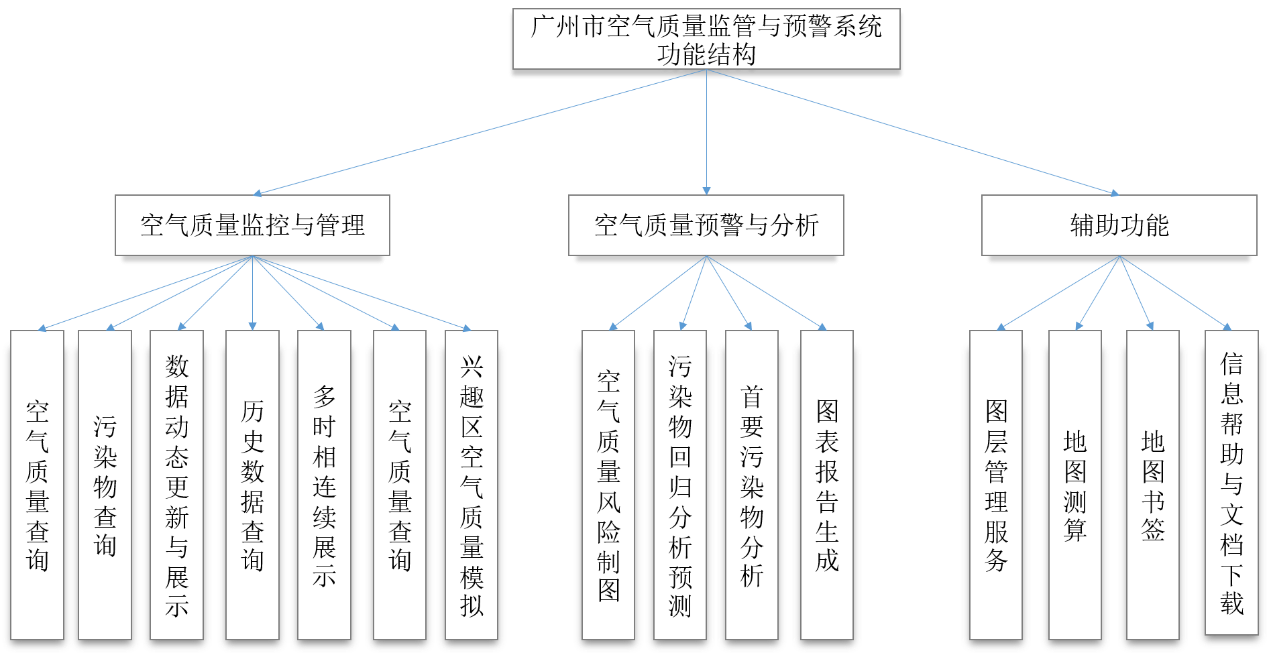 广州市空气质量监管与预警系统
功能结构
空气质量监控与管理
空气质量预警与分析
辅助功能
空气质量查询
污染物查询
数据动态更新与展示
历史数据查询
多时相连续展示
空气质量查询
兴趣区空气质量模拟
空气质量风险制图
污染物回归分析预测
首要污染物分析
图表报告生成
图层管理服务
地图测算
地图书签
信息帮助与文档下载